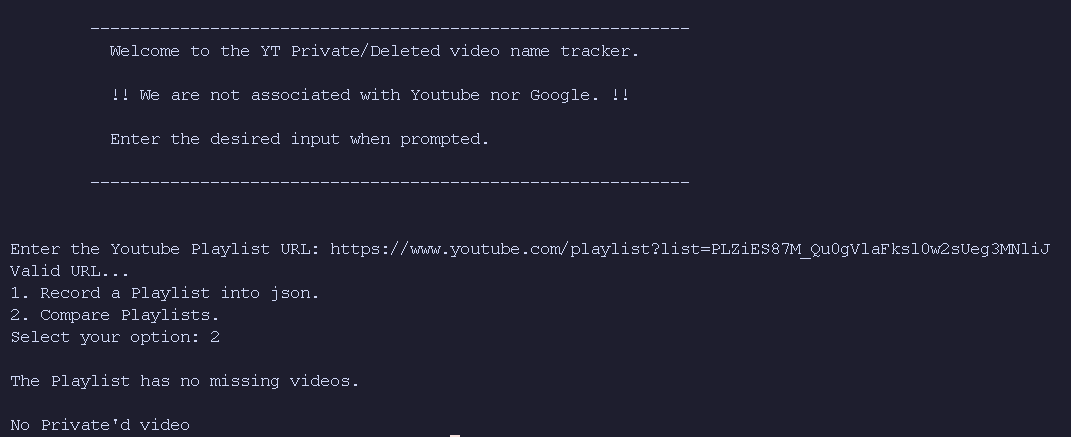 ------------------------------------------------------------
Welcome to the YT Private/Deleted video name tracker.
!! We are not associated with Youtube nor Google. !!
Enter the desired input when prompted.
------------------------------------------------------------
Enter the Youtube Playlist URL: https://www.youtube.com/playlist?list=PLZiES87M_Qu0gVlaFksl0w2sUeg3MNliJ
Valid URL...
1. Record a Playlist into json.
2. Compare Playlists.
Select your option: 2
The Playlist has no missing videos.
No Private'd video